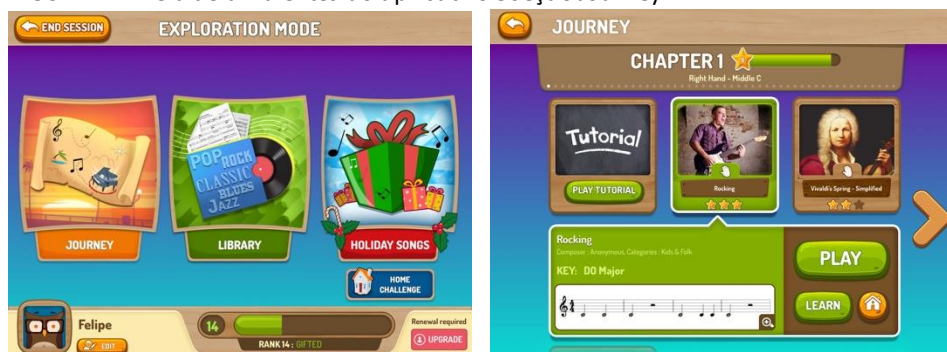 END SESSION
EXPLORATION MODE
POP ROCK
CLASSIC
BLUES
JAZZ
JOURNEY
LIBRARY
HOLIDAY SONGS
HOME
CHALLENGE
Felipe
EDIT
14
RANK 14 : GIFTED
Renewal required
UPGRADE
JOURNEY
CHAPTER 1
Right Hand - Middle C
Tutorial
PLAY TUTORIAL
Rocking
Vivaldi's Spring - Simplified
Rocking
Composer : Anonymous, Categories : Kids & Folk
KEY: DO Major
PLAY
LEARN